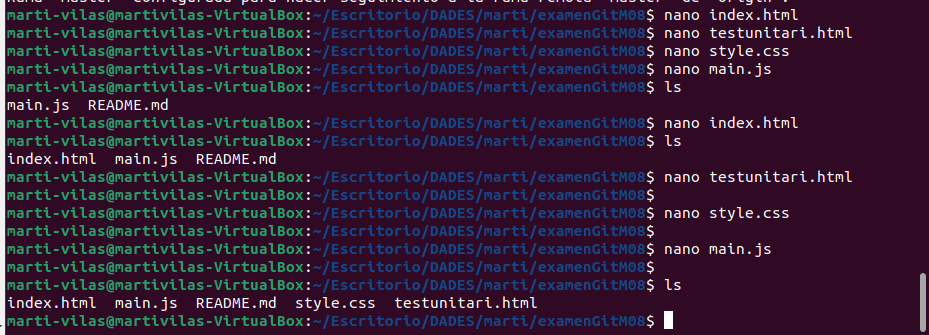 marti-vilas@martivilas-VirtualBox:~/Escritorio/DADES/marti/examenGitM08$ nano index.html
marti-vilas@martivilas-VirtualBox:~/Escritorio/DADES/marti/examenGitM08$ nano testunitari.html
marti-vilas@martivilas-VirtualBox:~/Escritorio/DADES/marti/examenGitM08$ nano style.css
marti-vilas@martivilas-VirtualBox:~/Escritorio/DADES/marti/examenGitM08$ nano main.js
marti-vilas@martivilas-VirtualBox:~/Escritorio/DADES/marti/examenGitM08$ ls
main.js  README.md
marti-vilas@martivilas-VirtualBox:~/Escritorio/DADES/marti/examenGitM08$ nano index.html
marti-vilas@martivilas-VirtualBox:~/Escritorio/DADES/marti/examenGitM08$ ls
index.html  main.js  README.md
marti-vilas@martivilas-VirtualBox:~/Escritorio/DADES/marti/examenGitM08$ nano testunitari.html
marti-vilas@martivilas-VirtualBox:~/Escritorio/DADES/marti/examenGitM08$
marti-vilas@martivilas-VirtualBox:~/Escritorio/DADES/marti/examenGitM08$ nano style.css
marti-vilas@martivilas-VirtualBox:~/Escritorio/DADES/marti/examenGitM08$
marti-vilas@martivilas-VirtualBox:~/Escritorio/DADES/marti/examenGitM08$ nano main.js
marti-vilas@martivilas-VirtualBox:~/Escritorio/DADES/marti/examenGitM08$
marti-vilas@martivilas-VirtualBox:~/Escritorio/DADES/marti/examenGitM08$ ls
index.html  main.js  README.md  style.css  testunitari.html
marti-vilas@martivilas-VirtualBox:~/Escritorio/DADES/marti/examenGitM08$